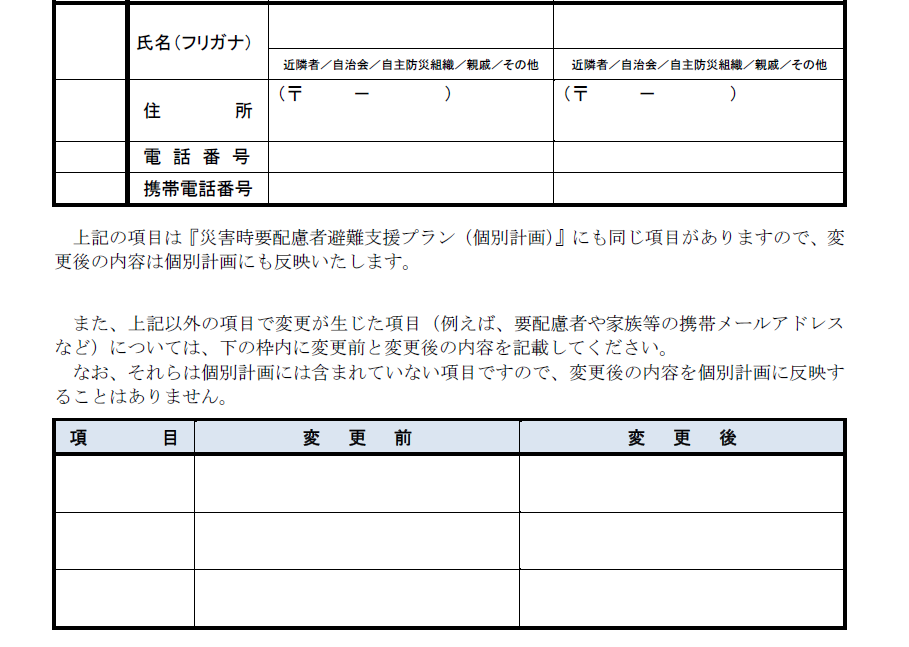 氏名(フリガナ)
近隣者/自治会/自主防災組織/親戚/その他 近隣者/自治会/自主防災組織/親戚/その他
住 所 (〒 ー ) (〒 ー )
電話番号
携帯電話番号
上記の項目は『災害時要配慮者避難支援プラン(個別計画)』にも同じ項目がありますので、変
更後の内容は個別計画にも反映いたします。
また、上記以外の項目で変更が生じた項目(例えば、要配慮者や家族等の携帯メールアドレス
など)については、下の枠内に変更前と変更後の内容を記載してください。
なお、それらは個別計画には含まれていない項目ですので、変更後の内容を個別計画に反映す
ることはありません。
項 目 変 更 前 変 更 後